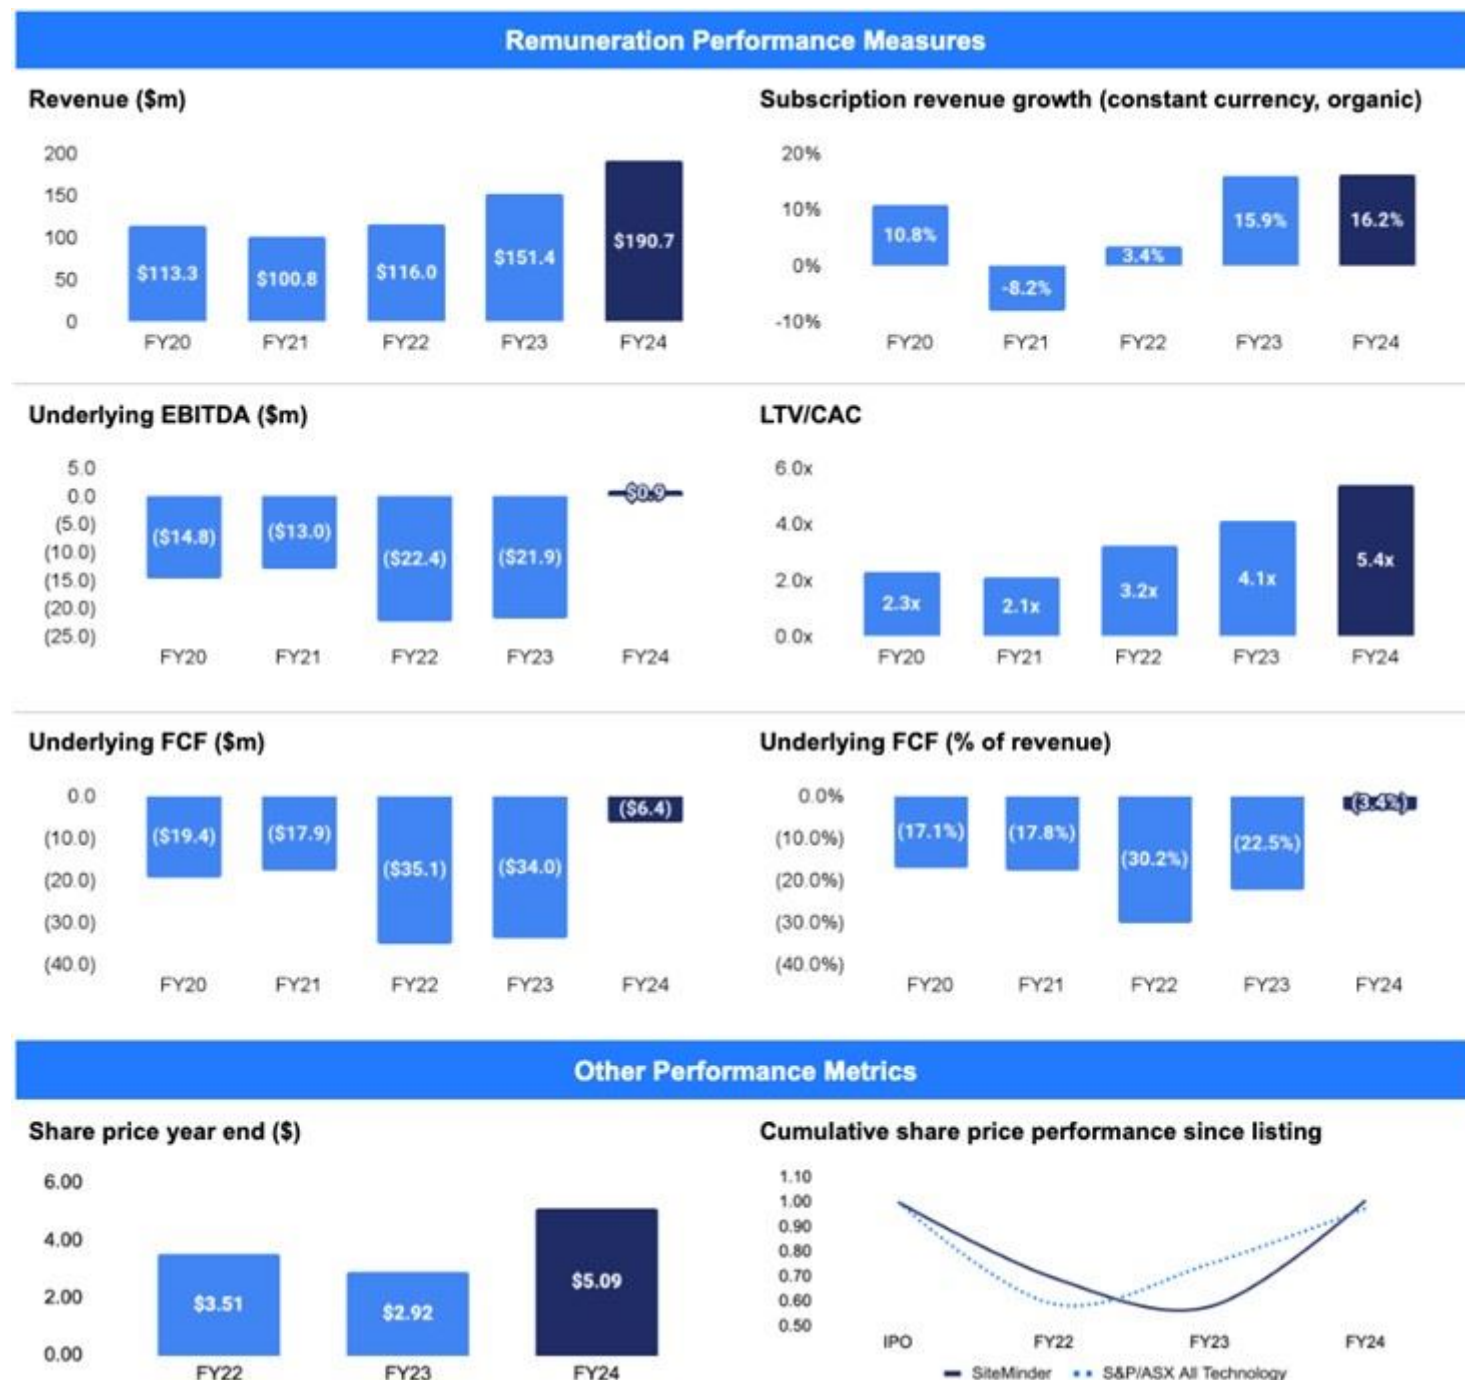 Remuneration Performance Measures
Revenue ($m)
200
150
100
50
0
$113.3
$100.8
$116.0
$151.4
$190.7
FY20
FY21
FY22
FY23
FY24
Subscription revenue growth (constant currency, organic)
20%
10%
0%
-10%
10.8%
-8.2%
3.4%
15.9%
16.2%
FY20
FY21
FY22
FY23
FY24
Underlying EBITDA ($m)
5.0
0.0
(5.0)
(10.0)
(15.0)
(20.0)
(25.0)
($14.8)
($13.0)
($22.4)
($21.9)
$0.9
FY20
FY21
FY22
FY23
FY24
LTV/CAC
6.0x
4.0x
2.0x
0.0x
2.3x
2.1x
3.2x
4.1x
5.4x
FY20
FY21
FY22
FY23
FY24
Underlying FCF ($m)
0.0
(10.0)
(20.0)
(30.0)
(40.0)
($19.4)
($17.9)
($35.1)
($34.0)
($6.4)
FY20
FY21
FY22
FY23
FY24
Underlying FCF (% of revenue)
0.0%
(10.0%)
(20.0%)
(30.0%)
(40.0%)
(17.1%)
(17.8%)
(30.2%)
(22.5%)
(3.4%)
FY20
FY21
FY22
FY23
FY24
Other Performance Metrics
Share price year end ($)
6.00
4.00
2.00
0.00
$3.51
$2.92
$5.09
FY22
FY23
FY24
Cumulative share price performance since listing
1.10
1.00
0.90
0.80
0.70
0.60
0.50
IPO
FY22
FY23
FY24
SiteMinder
S&P/ASX All Technology